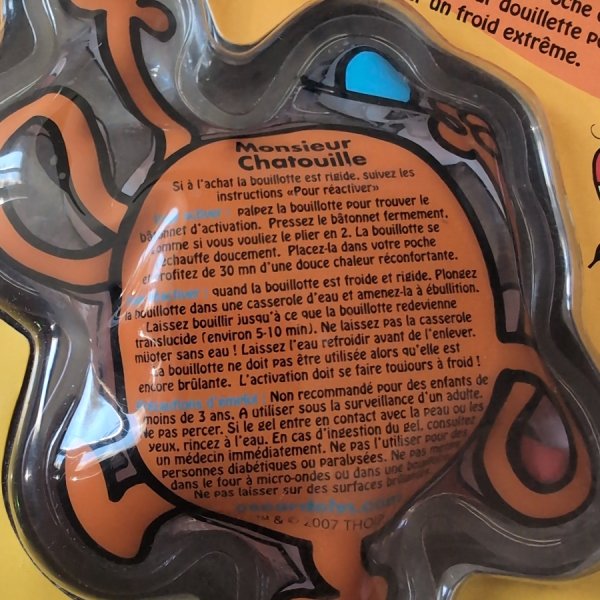 oche
douillette
un froid extrême.
Monsieur
Chatouille
Si à l'achat la bouillotte est rigide, suivez les
instructions «Pour réactiver»
palpez la bouillotte pour trouver le
bâtonnet d'activation. Pressez le bâtonnet fermement,
comme si vous vouliez le plier en 2. La bouillotte se
échauffe doucement. Placez-la dans votre poche
et profitez de 30 mn d'une douce chaleur réconfortante.
quand la bouillotte est froide et rigide. Plongez
la bouillotte dans une casserole d'eau et amenez-la à ébullition.
Laissez bouillir jusqu'à ce que la bouillotte redevienne
translucide (environ 5-10 min). Ne laissez pas la casserole
mijoter sans eau ! Laissez l'eau refroidir avant de l'enlever.
La bouillotte ne doit pas être utilisée alors qu'elle est
encore brûlante. L'activation doit se faire toujours à froid !
Précautions d'emploi : Non recommandé pour des enfants de
moins de 3 ans. A utiliser sous la surveillance d'un adulte.
Ne pas percer. Si le gel entre en contact avec la peau ou les
yeux, rincez à l'eau. En cas d'ingestion du gel, consultez
un médecin immédiatement. Ne pas l'utiliser pour des
personnes diabétiques ou paralysées. Ne pas
dans le four à micro-ondes ou dans une
Ne pas laisser sur des surfaces
™ & © 2007 THO